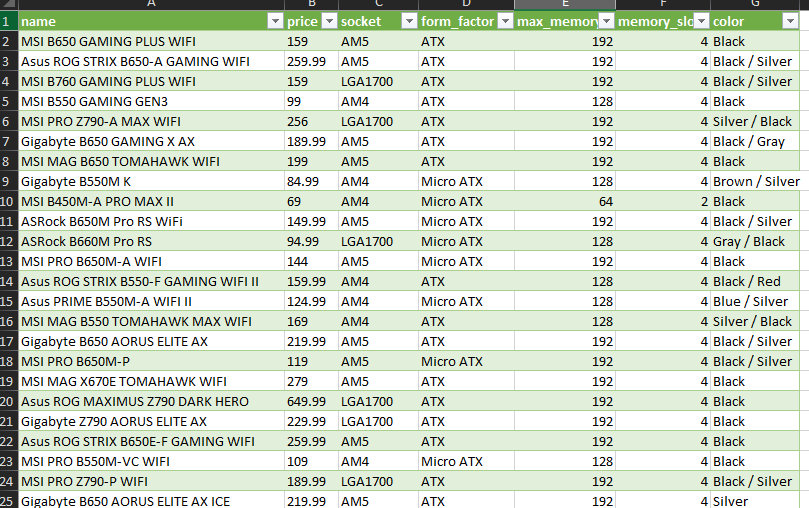 A B C D E F G
1 name price socket form_factor max_memory memory_slo color
2 MSI B650 GAMING PLUS WIFI 159 AM5 ATX 192 4 Black
3 Asus ROG STRIX B650-A GAMING WIFI 259.99 AM5 ATX 192 4 Black / Silver
4 MSI B760 GAMING PLUS WIFI 159 LGA1700 ATX 192 4 Black / Silver
5 MSI B550 GAMING GEN3 99 AM4 ATX 128 4 Black
6 MSI PRO Z790-A MAX WIFI 256 LGA1700 ATX 192 4 Silver / Black
7 Gigabyte B650 GAMING X AX 189.99 AM5 ATX 192 4 Black / Gray
8 MSI MAG B650 TOMAHAWK WIFI 199 AM5 ATX 192 4 Black
9 Gigabyte B550M K 84.99 AM4 Micro ATX 128 4 Brown / Silver
10 MSI B450M-A PRO MAX II 69 AM4 Micro ATX 64 2 Black
11 ASRock B650M Pro RS WiFi 149.99 AM5 Micro ATX 192 4 Black / Silver
12 ASRock B660M Pro RS 94.99 LGA1700 Micro ATX 128 4 Gray / Black
13 MSI PRO B650M-A WIFI 144 AM5 Micro ATX 192 4 Black
14 Asus ROG STRIX B550-F GAMING WIFI II 159.99 AM4 ATX 128 4 Black / Red
15 Asus PRIME B550M-A WIFI II 124.99 AM4 Micro ATX 128 4 Blue / Silver
16 MSI MAG B550 TOMAHAWK MAX WIFI 169 AM4 ATX 128 4 Silver / Black
17 Gigabyte B650 AORUS ELITE AX 219.99 AM5 ATX 192 4 Black / Silver
18 MSI PRO B650M-P 119 AM5 Micro ATX 192 4 Black / Silver
19 MSI MAG X670E TOMAHAWK WIFI 279 AM5 ATX 192 4 Black
20 Asus ROG MAXIMUS Z790 DARK HERO 649.99 LGA1700 ATX 192 4 Black
21 Gigabyte Z790 AORUS ELITE AX 229.99 LGA1700 ATX 192 4 Black
22 Asus ROG STRIX B650E-F GAMING WIFI 259.99 AM5 ATX 192 4 Black
23 MSI PRO B550M-VC WIFI 109 AM4 Micro ATX 128 4 Black
24 MSI PRO Z790-P WIFI 189.99 LGA1700 ATX 192 4 Black / Silver
25 Gigabyte B650 AORUS ELITE AX ICE 219.99 AM5 ATX 192 4 Silver